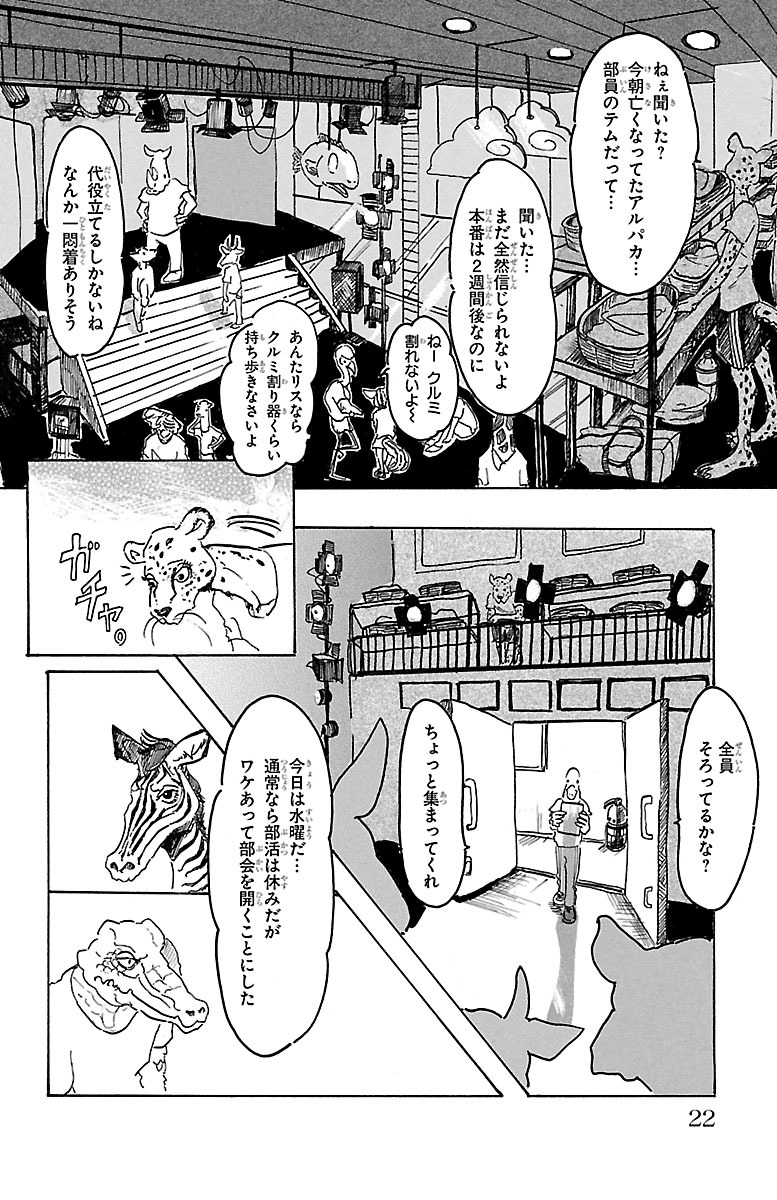 ねぇ聞いた？
今朝亡くなってたアルパカ…
部員のテムだって…
聞いた…
まだ全然信じられないよ
本番は２週間後なのに
ねー クルミ
割れないよ〜
あんたリスなら
クルミ割り器くらい
持ち歩きなさいよ
代役立てるしかないね
なんか一悶着ありそう
ガチャ。
全員
そろってるかな？
ちょっと集まってくれ
今日は水曜だ…
通常なら部活は休みだが
ワケあって部会を開くことにした
22